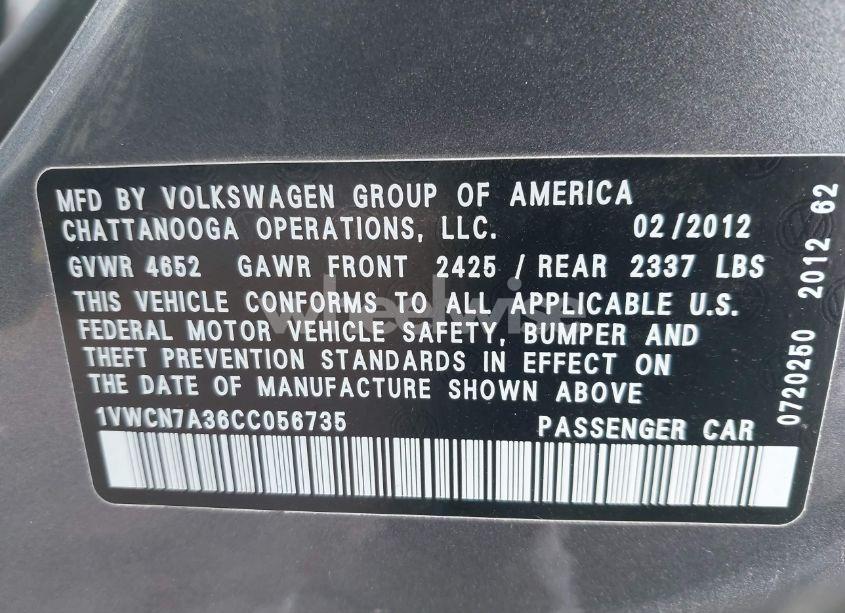 MFD BY VOLKSWAGEN GROUP OF AMERICA
CHATTANOOGA OPERATIONS, LLC. 02/2012
GVWR 4652 GAWR FRONT 2425 / REAR 2337 LBS
THIS VEHICLE CONFORMS TO ALL APPLICABLE U.S.
FEDERAL MOTOR VEHICLE SAFETY, BUMPER AND
THEFT PREVENTION STANDARDS IN EFFECT ON
THE DATE OF MANUFACTURE SHOWN ABOVE
1VWCN7A36CC056735 PASSENGER CAR
0720250 2012 62
wheelwise